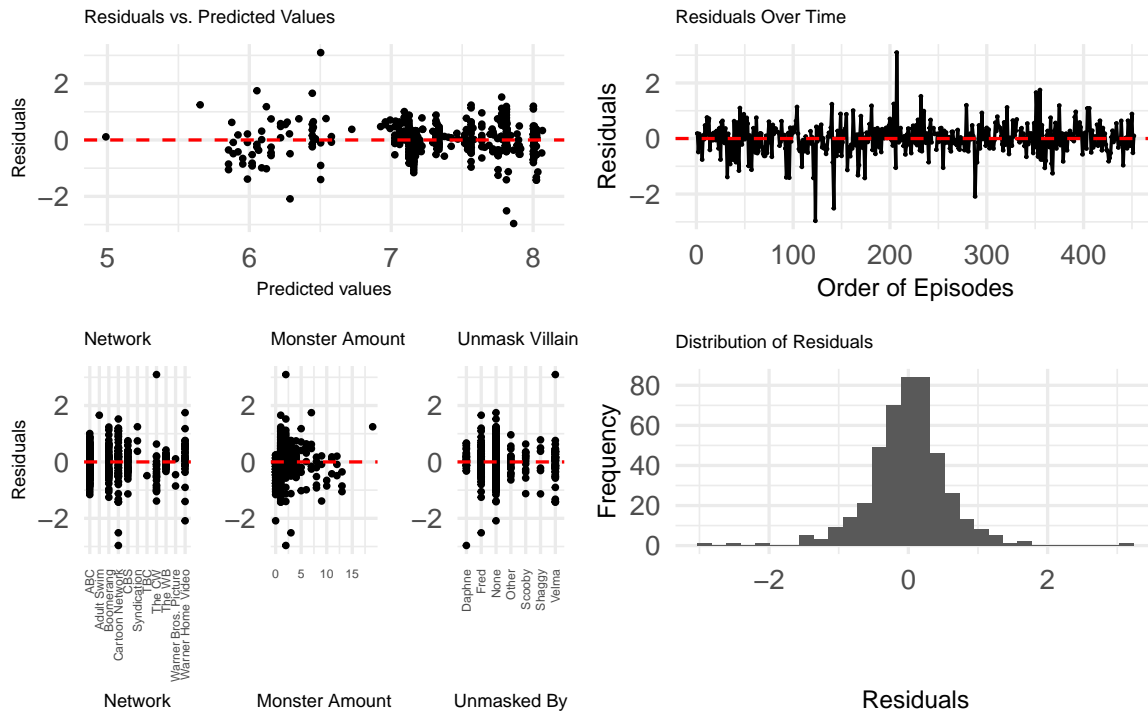 Residuals vs. Predicted Values
Residuals
2
0
−2
5 6 7 8
Predicted values
Residuals Over Time
Residuals
2
0
−2
0 100 200 300 400
Order of Episodes
Network
Residuals
2
0
−2
ABC
Adult Swim
Boomerang
Cartoon Network
CBS
Syndication
TBC
The CW
The WB
Warner Bros. Picture
Warner Home Video
Network
Monster Amount
2
0
−2
0 5 10 15
Monster Amount
Unmask Villain
2
0
−2
Daphne
Fred
None
Other
Scooby
Shaggy
Velma
Unmasked By
Distribution of Residuals
Frequency
80
60
40
20
0
−2 0 2
Residuals